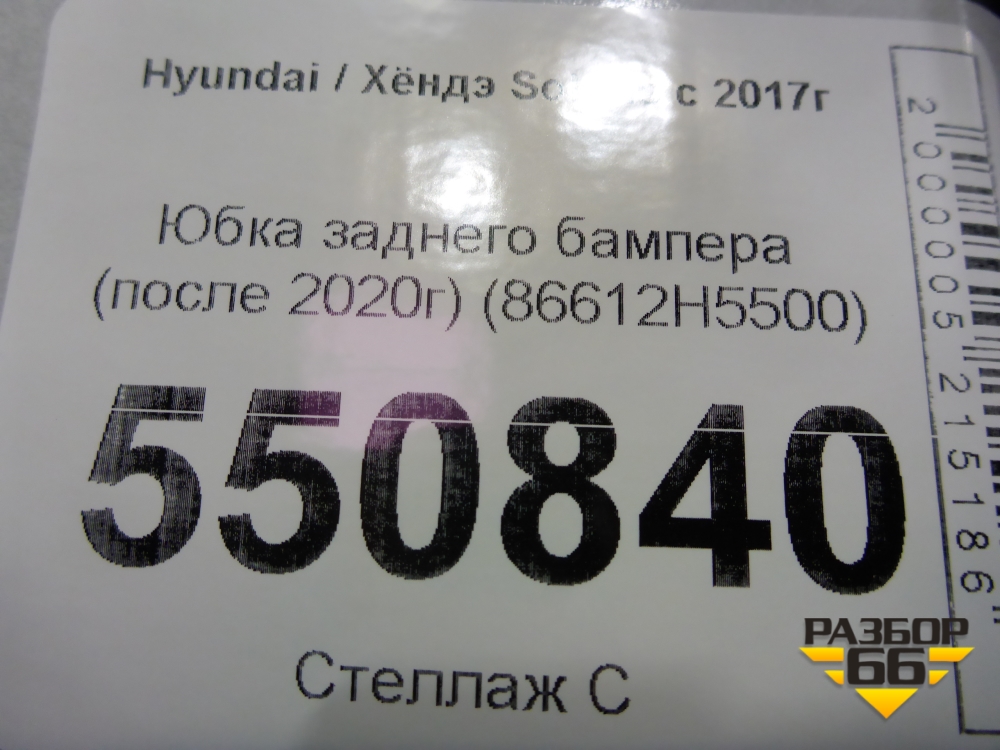 Hyundai / Хёндэ с 2017г
Юбка заднего бампера
(после 2020г) (86612H5500)
550840
Стеллаж С
2000005215186
РАЗБОР
66